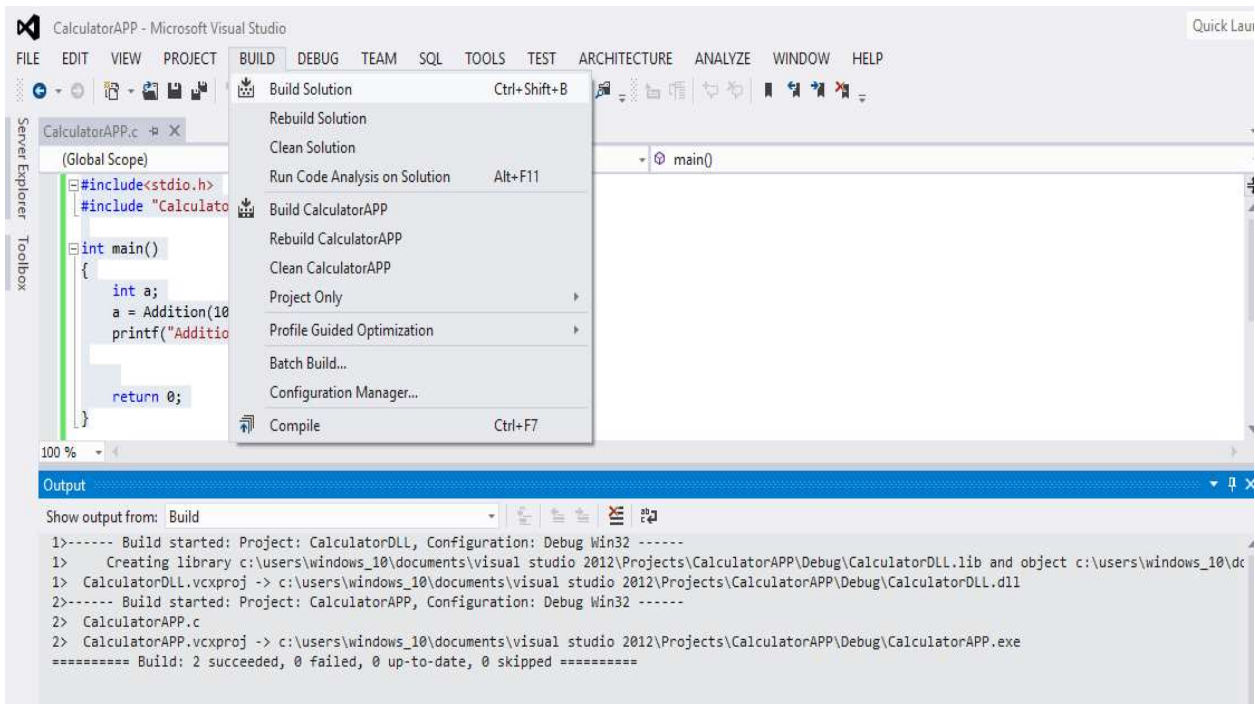 CalculatorAPP - Microsoft Visual Studio
Quick Lau
FILE EDIT VIEW PROJECT BUILD DEBUG TEAM SQL TOOLS TEST ARCHITECTURE ANALYZE WINDOW HELP
Server Explorer
Toolbox
CalculatorAPP.c
(Global Scope)
main()
#include<stdio.h>
#include "Calculato
int main()
{
int a;
a = Addition(10
printf("Additio
return 0;
}
Build Solution Ctrl+Shift+B
Rebuild Solution
Clean Solution
Run Code Analysis on Solution Alt+F11
Build CalculatorAPP
Rebuild CalculatorAPP
Clean CalculatorAPP
Project Only
Profile Guided Optimization
Batch Build...
Configuration Manager...
Compile Ctrl+F7
100 %
Output
Show output from: Build
1>------ Build started: Project: CalculatorDLL, Configuration: Debug Win32 ------
1> Creating library c:\users\windows_10\documents\visual studio 2012\Projects\CalculatorAPP\Debug\CalculatorDLL.lib and object c:\users\windows_10\dc
1> CalculatorDLL.vcxproj -> c:\users\windows_10\documents\visual studio 2012\Projects\CalculatorAPP\Debug\CalculatorDLL.dll
2>------ Build started: Project: CalculatorAPP, Configuration: Debug Win32 ------
2> CalculatorAPP.c
2> CalculatorAPP.vcxproj -> c:\users\windows_10\documents\visual studio 2012\Projects\CalculatorAPP\Debug\CalculatorAPP.exe
========== Build: 2 succeeded, 0 failed, 0 up-to-date, 0 skipped ==========